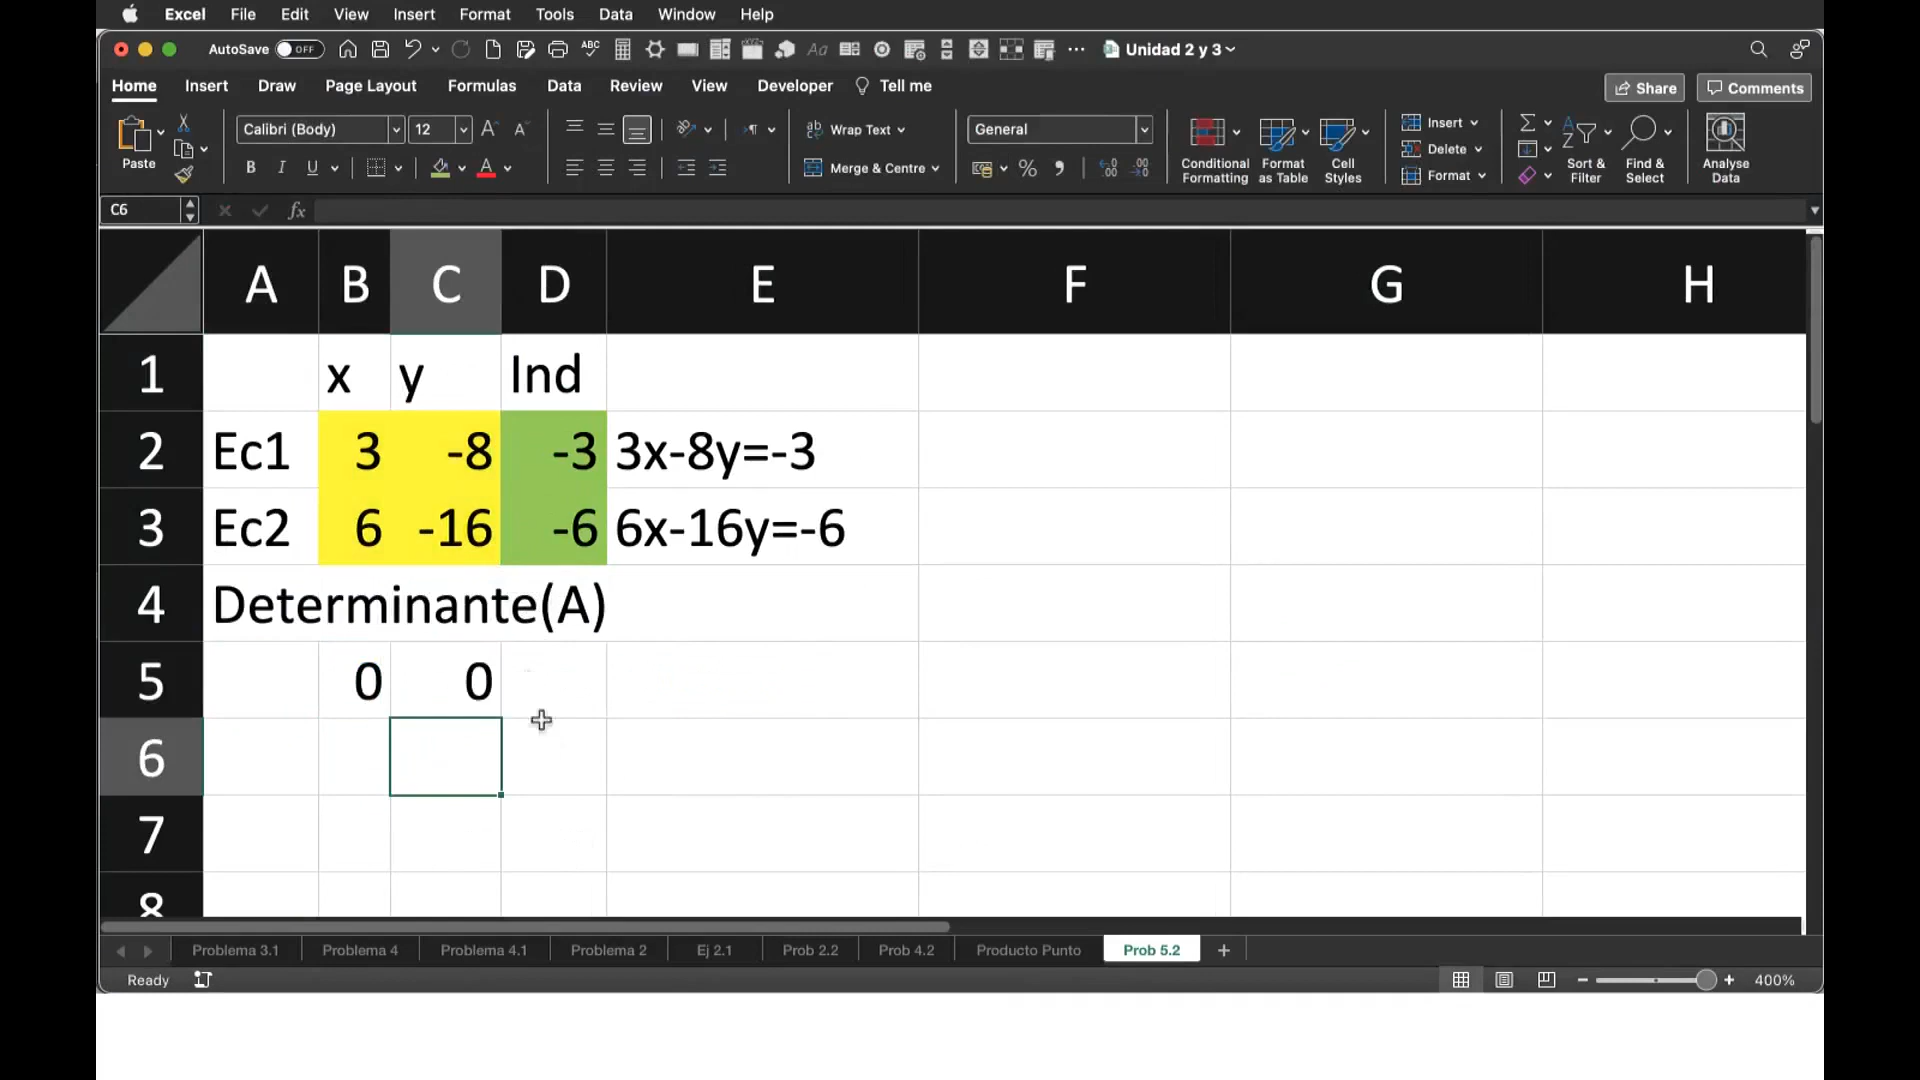 Excel File Edit View Insert Format Tools Data Window Help
AutoSave OFF ABC Aa ... Unidad 2 y 3
Home Insert Draw Page Layout Formulas Data Review View Developer Tell me Share Comments
Paste Calibri (Body) 12 A A ab Wrap Text General Conditional Formatting Format as Table Cell Styles Insert Σ Sort & Filter Find & Select Analyse Data
B I U A Merge & Centre % , .00 Delete
Format
C6 fx
A B C D E F G H
1 x y Ind
2 Ec1 3 -8 -3 3x-8y=-3
3 Ec2 6 -16 -6 6x-16y=-6
4 Determinante(A)
5 0 0
6
7
8
Problema 3.1 Problema 4 Problema 4.1 Problema 2 Ej 2.1 Prob 2.2 Prob 4.2 Producto Punto Prob 5.2 +
Ready − + 400%